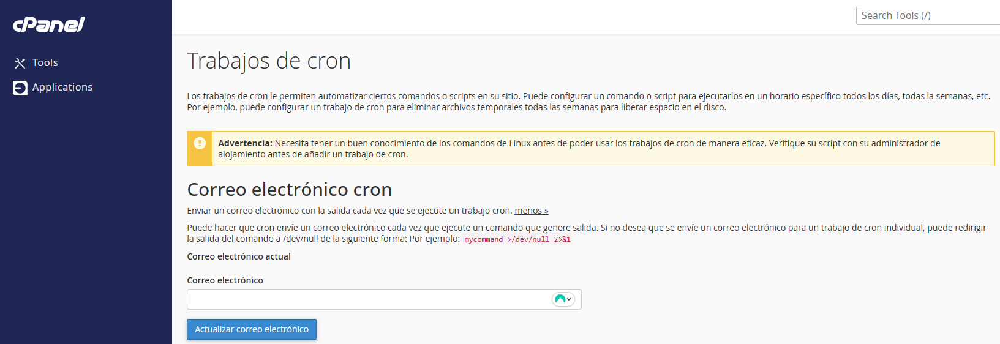 cPanel
Search Tools (/)
Tools
Applications
Trabajos de cron
Los trabajos de cron le permiten automatizar ciertos comandos o scripts en su sitio. Puede configurar un comando o script para ejecutarlos en un horario específico todos los días, todas la semanas, etc.
Por ejemplo, puede configurar un trabajo de cron para eliminar archivos temporales todas las semanas para liberar espacio en el disco.
Advertencia: Necesita tener un buen conocimiento de los comandos de Linux antes de poder usar los trabajos de cron de manera eficaz. Verifique su script con su administrador de
alojamiento antes de añadir un trabajo de cron.
Correo electrónico cron
Enviar un correo electrónico con la salida cada vez que se ejecute un trabajo cron. menos »
Puede hacer que cron envíe un correo electrónico cada vez que ejecute un comando que genere salida. Si no desea que se envíe un correo electrónico para un trabajo de cron individual, puede redirigir
la salida del comando a /dev/null de la siguiente forma: Por ejemplo: mycommand >/dev/null 2>&1
Correo electrónico actual
Correo electrónico
Actualizar correo electrónico